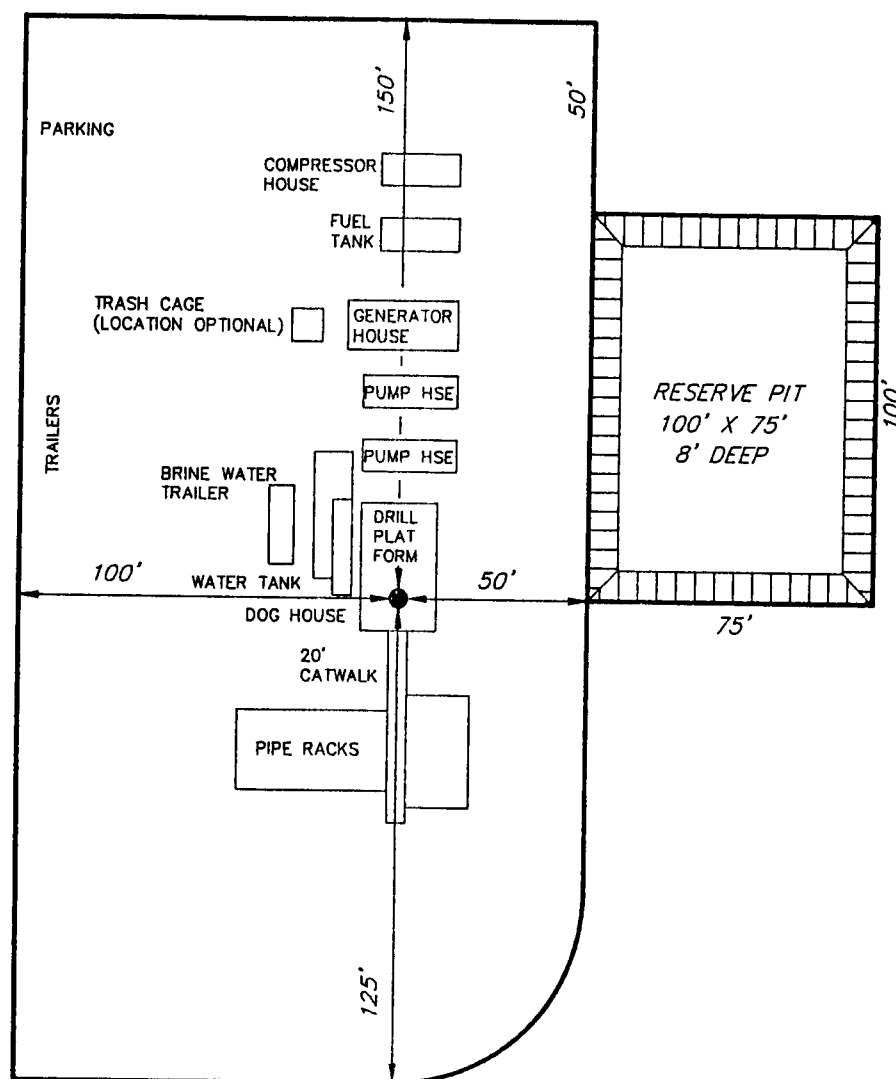 150'
50'
PARKING
COMPRESSOR
HOUSE
FUEL
TANK
TRASH CAGE
(LOCATION OPTIONAL)
GENERATOR
HOUSE
PUMP HSE
RESERVE PIT
100' X 75'
8' DEEP
100'
TRAILERS
PUMP HSE
BRINE WATER
TRAILER
DRILL
PLAT
FORM
100'
WATER TANK
50'
DOG HOUSE
75'
20'
CATWALK
PIPE RACKS
125'